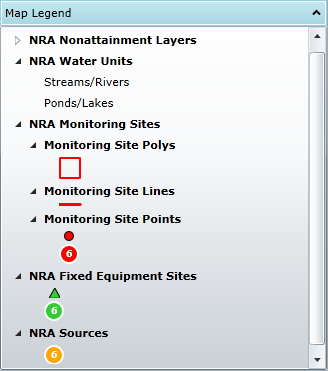 Map Legend
NRA Nonattainment Layers
NRA Water Units
Streams/Rivers
Ponds/Lakes
NRA Monitoring Sites
Monitoring Site Polys
Monitoring Site Lines
Monitoring Site Points
6
NRA Fixed Equipment Sites
6
NRA Sources
6